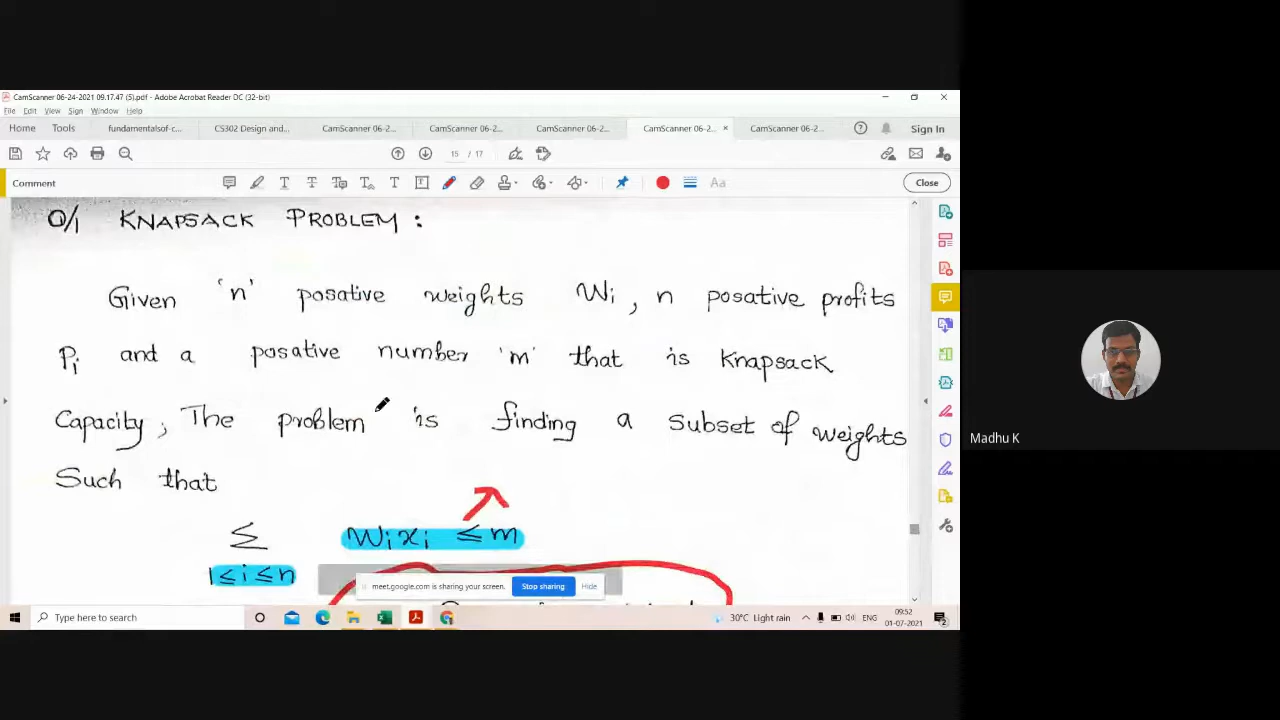 CamScanner 06-24-2021 09.17.47 (5).pdf - Adobe Acrobat Reader DC (32-bit)
File Edit View Sign Window Help
Home Tools fundamentalsof-c... CS302 Design and... CamScanner 06-2... CamScanner 06-2... CamScanner 06-2... CamScanner 06-2... × CamScanner 06-2... Sign In
15 / 17
Comment Aa Close
0/1 KNAPSACK PROBLEM :
Given 'n' posative weights Wi , n posative profits
Pi and a posative number 'm' that is knapsack
Capacity, The problem is finding a subset of weights
Such that
Σ Wixi ≤ m
1≤i≤n
meet.google.com is sharing your screen. Stop sharing Hide
Type here to search 30°C Light rain ENG 09:52
01-07-2021
2
Madhu K